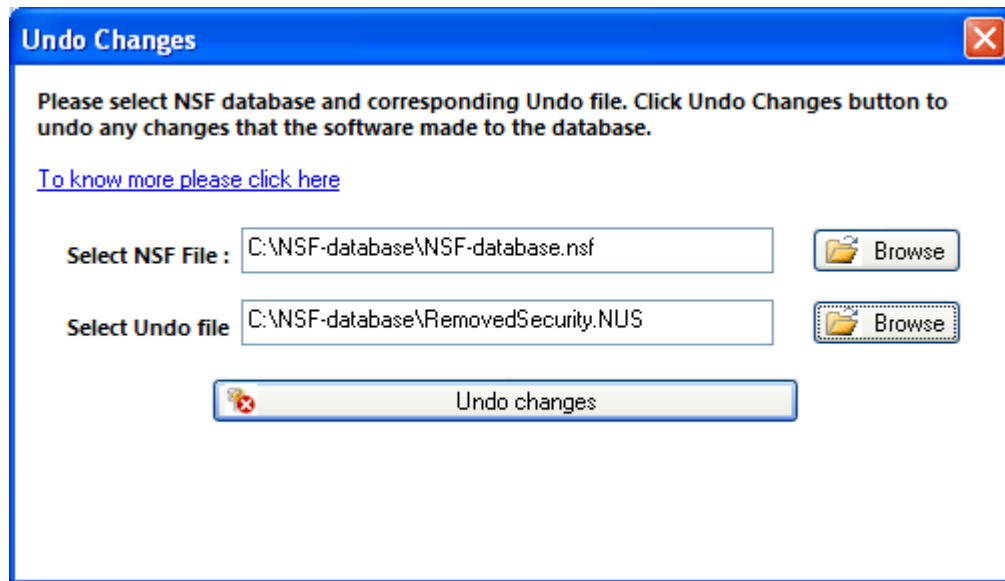 Undo Changes
Please select NSF database and corresponding Undo file. Click Undo Changes button to
undo any changes that the software made to the database.
To know more please click here
Select NSF File : C:\NSF-database\NSF-database.nsf Browse
Select Undo file C:\NSF-database\RemovedSecurity.NUS Browse
Undo changes